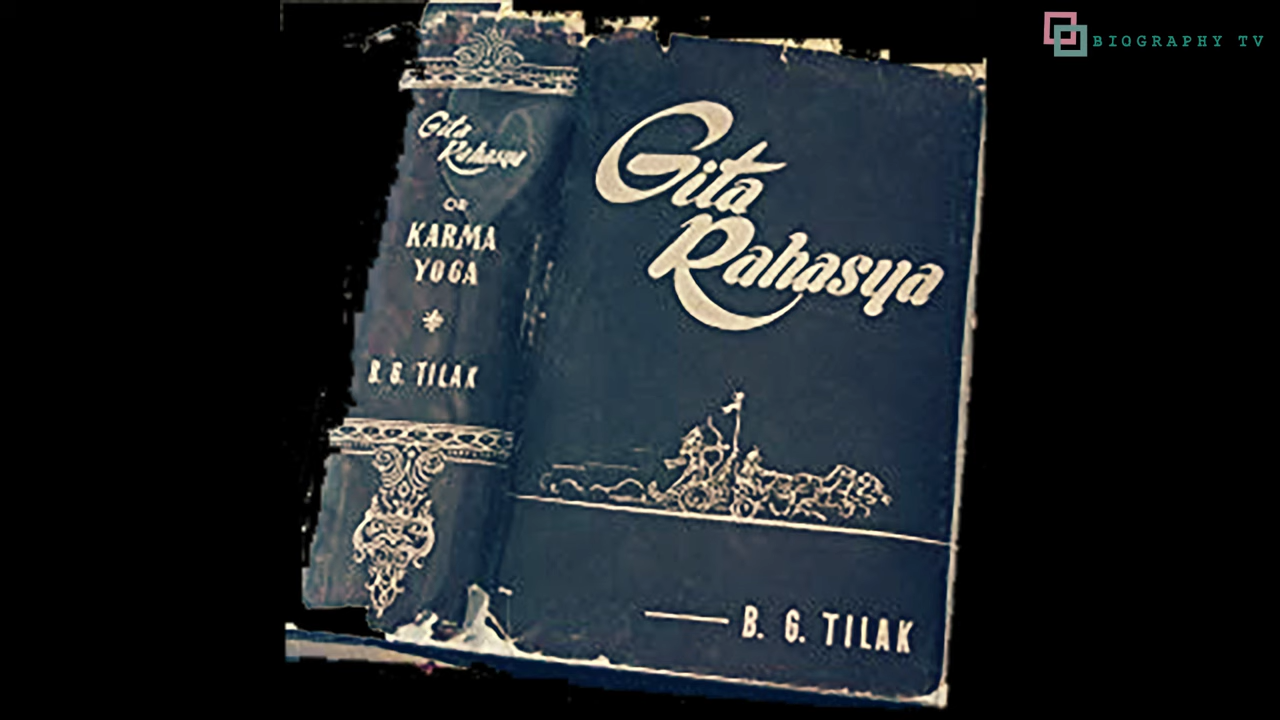 BIOGRAPHY TV
Gita
Rahasya
OR
KARMA
YOGA
B. G. TILAK
Gita
Rahasya
B. G. TILAK